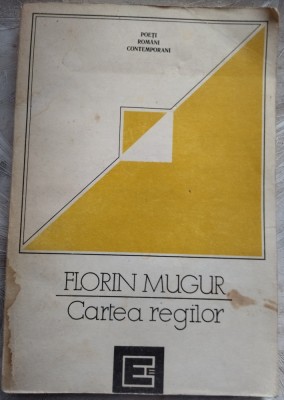 POEȚI
ROMÂNI
CONTEMPORANI
FLORIN MUGUR
Cartea regilor
E